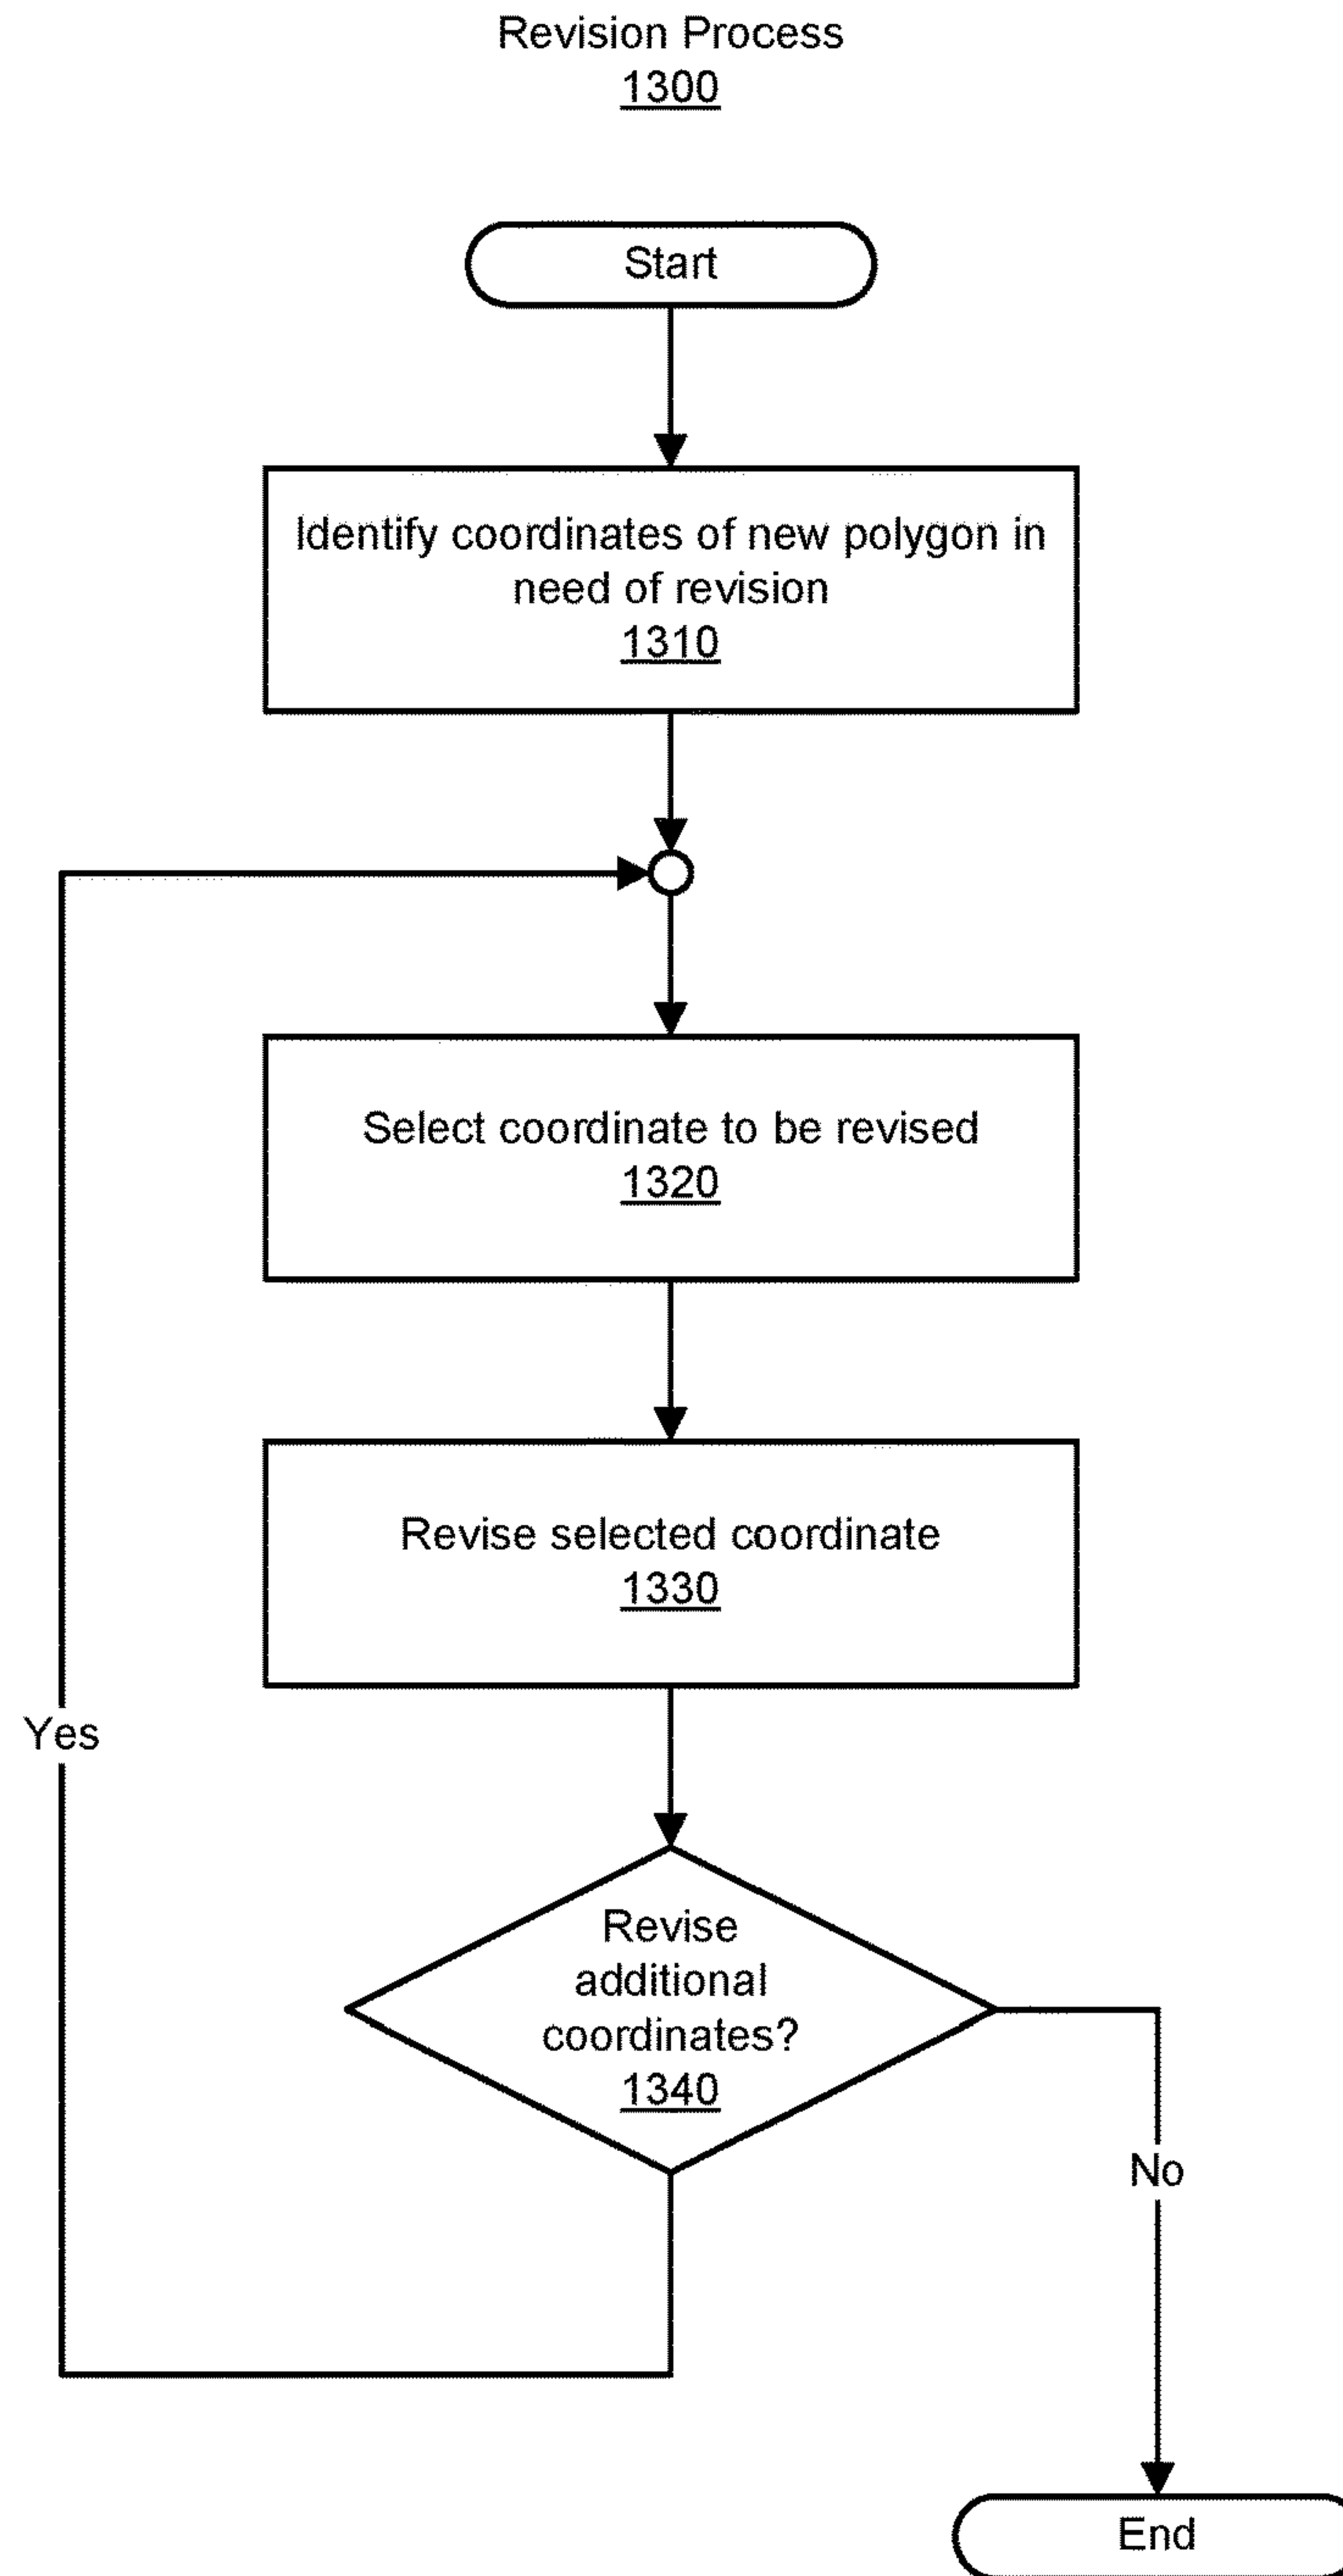 Revision Process
1300
Start
Identify coordinates of new polygon in
need of revision
1310
Select coordinate to be revised
1320
Revise selected coordinate
1330
Yes
Revise
additional
coordinates?
1340
No
End